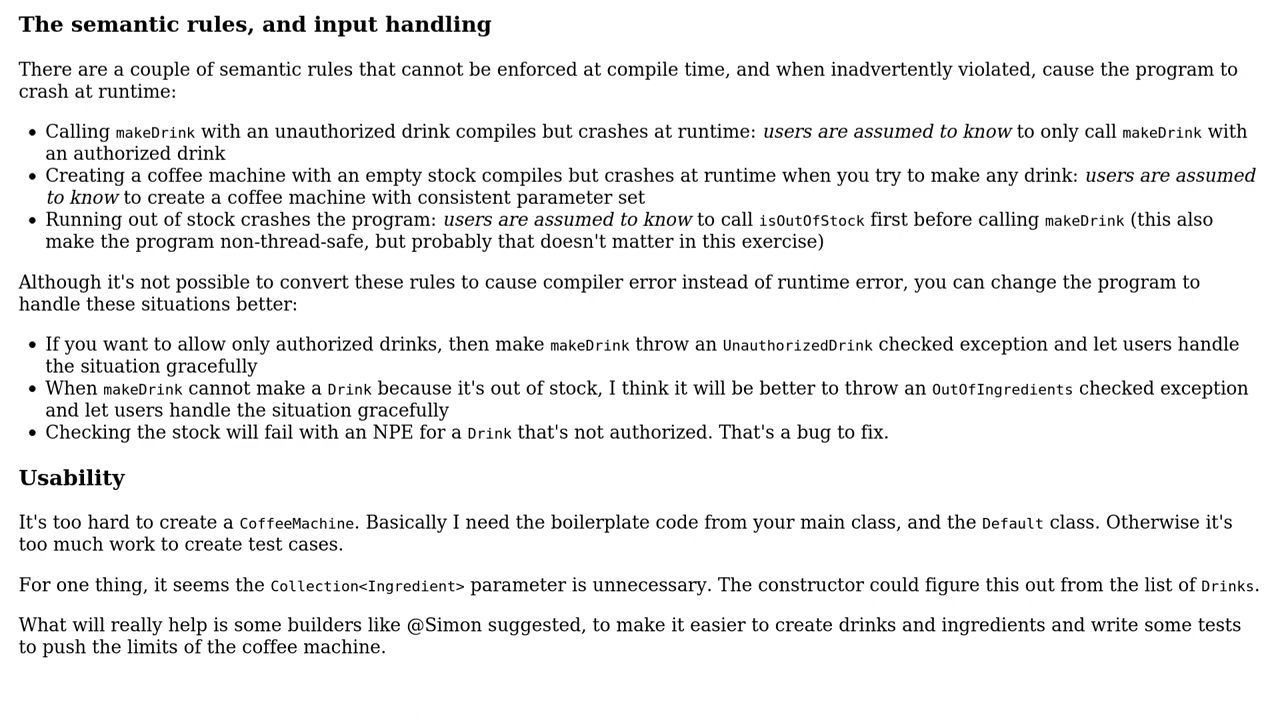 The semantic rules, and input handling
There are a couple of semantic rules that cannot be enforced at compile time, and when inadvertently violated, cause the program to
crash at runtime:
• Calling makeDrink with an unauthorized drink compiles but crashes at runtime: users are assumed to know to only call makeDrink with
an authorized drink
• Creating a coffee machine with an empty stock compiles but crashes at runtime when you try to make any drink: users are assumed
to know to create a coffee machine with consistent parameter set
• Running out of stock crashes the program: users are assumed to know to call isOutOfStock first before calling makeDrink (this also
make the program non-thread-safe, but probably that doesn't matter in this exercise)
Although it's not possible to convert these rules to cause compiler error instead of runtime error, you can change the program to
handle these situations better:
• If you want to allow only authorized drinks, then make makeDrink throw an UnauthorizedDrink checked exception and let users handle
the situation gracefully
• When makeDrink cannot make a Drink because it's out of stock, I think it will be better to throw an OutOfIngredients checked exception
and let users handle the situation gracefully
• Checking the stock will fail with an NPE for a Drink that's not authorized. That's a bug to fix.
Usability
It's too hard to create a CoffeeMachine. Basically I need the boilerplate code from your main class, and the Default class. Otherwise it's
too much work to create test cases.
For one thing, it seems the Collection<Ingredient> parameter is unnecessary. The constructor could figure this out from the list of Drinks.
What will really help is some builders like @Simon suggested, to make it easier to create drinks and ingredients and write some tests
to push the limits of the coffee machine.